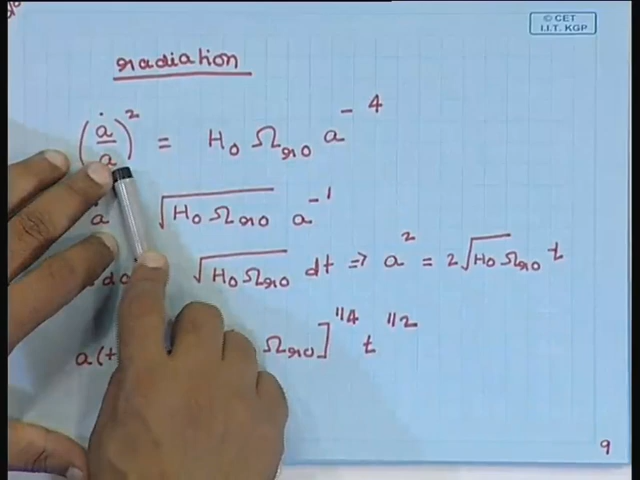 © CET
I.I.T. KGP
radiation
(ȧ/a)² = H₀ Ω_r0 a⁻⁴
a √(H₀ Ω_r0) a⁻¹
√(H₀ Ω_r0) dt ⇒ a² = 2√(H₀ Ω_r0) t
a(t Ω_r0]^(1/4) t^(1/2)
9